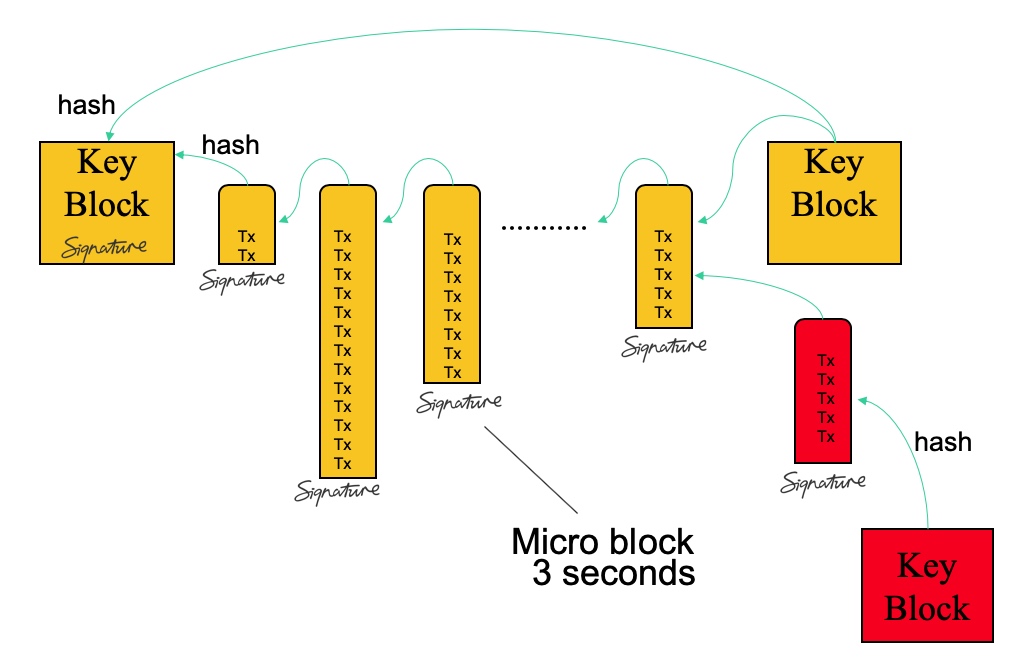 hash
hash
Key
Block
Signature
Tx
Tx
Signature
Tx
Tx
Tx
Tx
Tx
Tx
Tx
Tx
Tx
Tx
Tx
Tx
Tx
Signature
Tx
Tx
Tx
Tx
Tx
Tx
Tx
Tx
Signature
...........
Tx
Tx
Tx
Tx
Tx
Signature
Key
Block
Tx
Tx
Tx
Tx
Tx
Signature
hash
Key
Block
Micro block
3 seconds